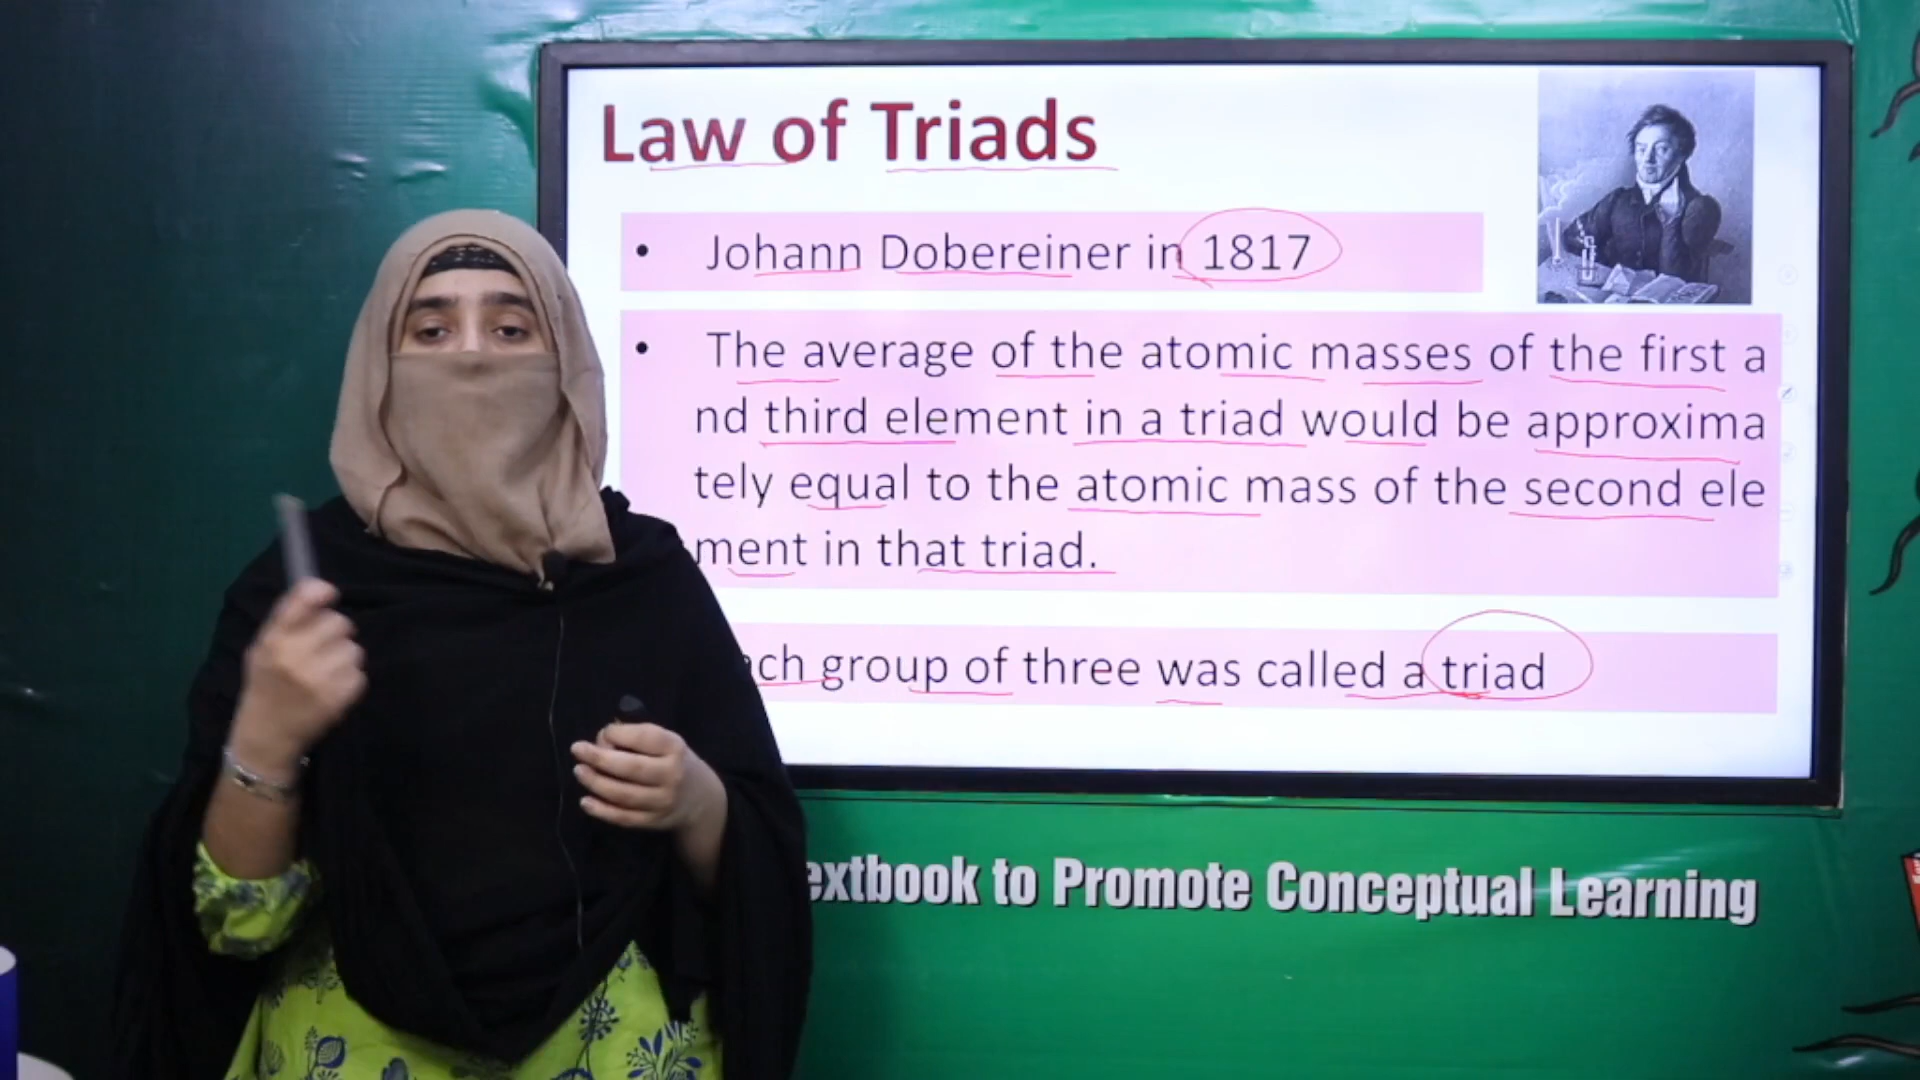 Law of Triads
• Johann Dobereiner in 1817
• The average of the atomic masses of the first a
nd third element in a triad would be approxima
tely equal to the atomic mass of the second ele
ment in that triad.
ach group of three was called a triad
extbook to Promote Conceptual Learning